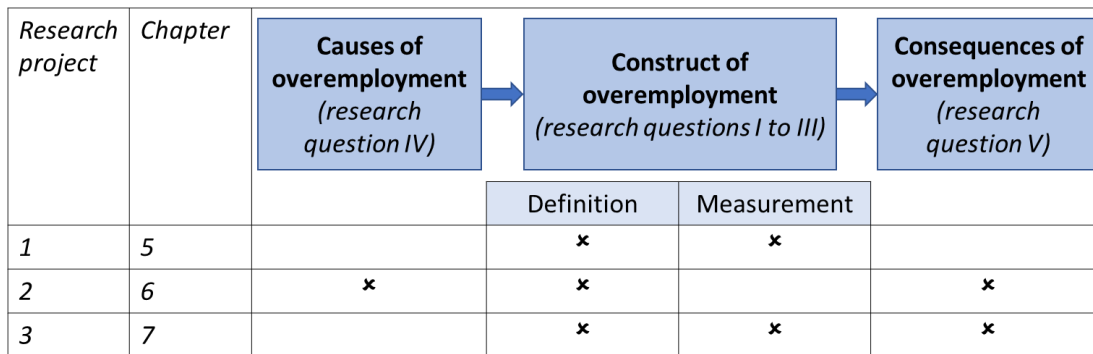 Research
project
Chapter
Causes of
overemployment
(research
question IV)
Construct of
overemployment
(research questions I to III)
Consequences of
overemployment
(research
question V)
Definition Measurement
1 5 × ×
2 6 × × ×
3 7 × × ×